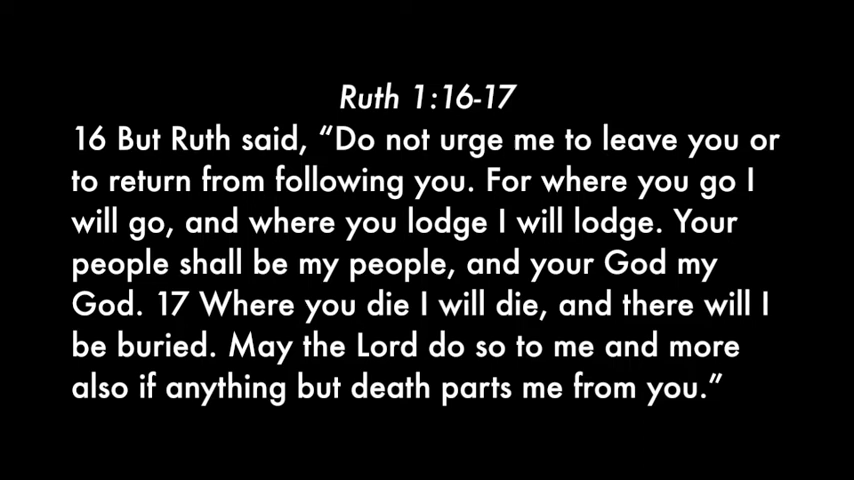 Ruth 1:16-17
16 But Ruth said, “Do not urge me to leave you or
to return from following you. For where you go I
will go, and where you lodge I will lodge. Your
people shall be my people, and your God my
God. 17 Where you die I will die, and there will I
be buried. May the Lord do so to me and more
also if anything but death parts me from you.”